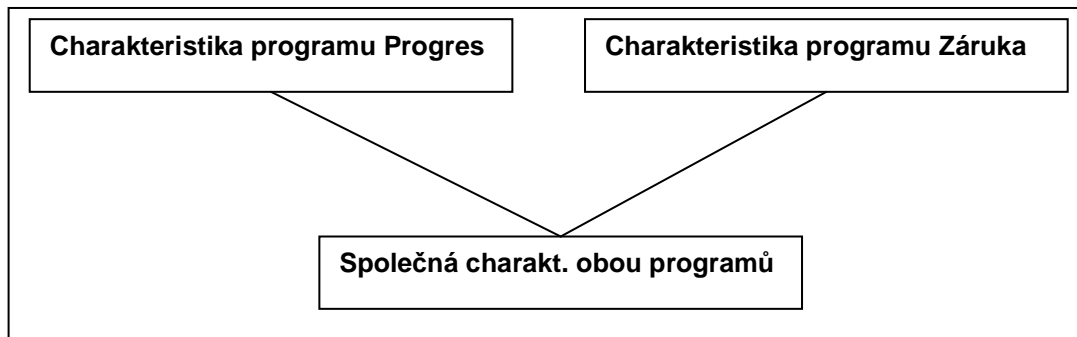 Charakteristika programu Progres
Charakteristika programu Záruka
Společná charakt. obou programů